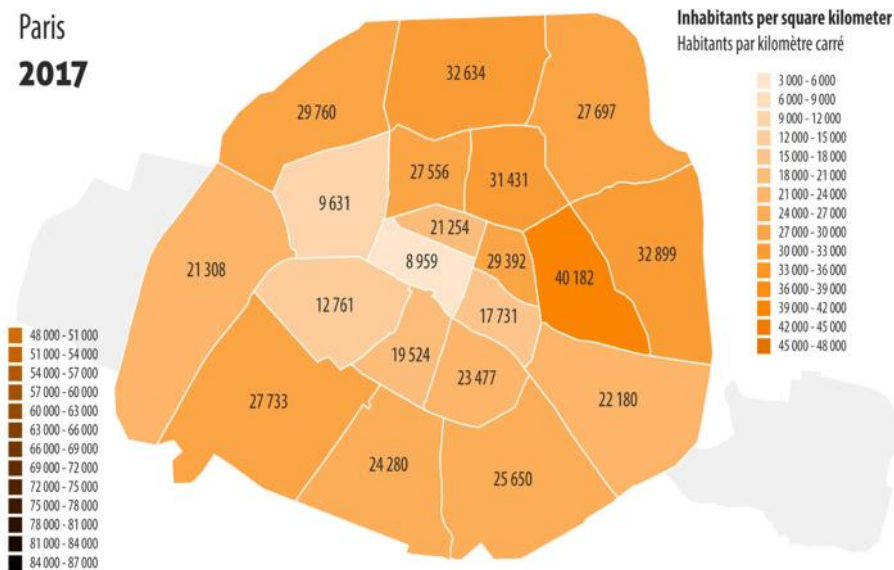 Paris
2017
Inhabitants per square kilometer
Habitants par kilomètre carré
3 000 - 6 000
6 000 - 9 000
9 000 - 12 000
12 000 - 15 000
15 000 - 18 000
18 000 - 21 000
21 000 - 24 000
24 000 - 27 000
27 000 - 30 000
30 000 - 33 000
33 000 - 36 000
36 000 - 39 000
39 000 - 42 000
42 000 - 45 000
45 000 - 48 000
32 634
29 760
27 697
27 556
31 431
9 631
21 254
8 959
29 392
40 182
32 899
21 308
12 761
17 731
19 524
23 477
22 180
27 733
24 280
25 650
48 000 - 51 000
51 000 - 54 000
54 000 - 57 000
57 000 - 60 000
60 000 - 63 000
63 000 - 66 000
66 000 - 69 000
69 000 - 72 000
72 000 - 75 000
75 000 - 78 000
78 000 - 81 000
81 000 - 84 000
84 000 - 87 000